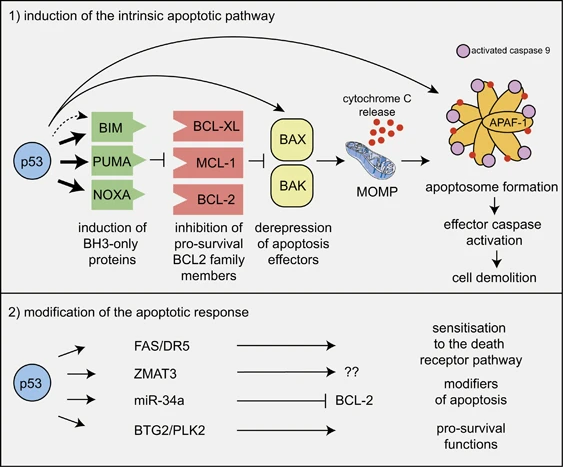 1) induction of the intrinsic apoptotic pathway
activated caspase 9
p53
BIM
PUMA
NOXA
BCL-XL
MCL-1
BCL-2
BAX
BAK
cytochrome C
release
MOMP
APAF-1
induction of
BH3-only
proteins
inhibition of
pro-survival
BCL2 family
members
derepression
of apoptosis
effectors
apoptosome formation
effector caspase
activation
cell demolition
2) modification of the apoptotic response
p53
FAS/DR5
sensitisation
to the death
receptor pathway
ZMAT3
??
miR-34a
BCL-2
modifiers
of apoptosis
BTG2/PLK2
pro-survival
functions